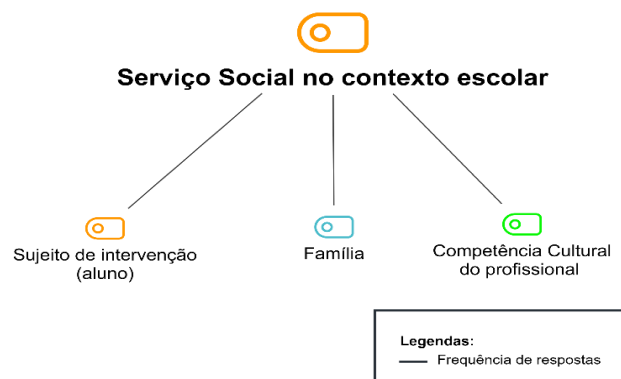 Serviço Social no contexto escolar
Sujeito de intervenção
(aluno)
Família
Competência Cultural
do profissional
Legendas:
Frequência de respostas